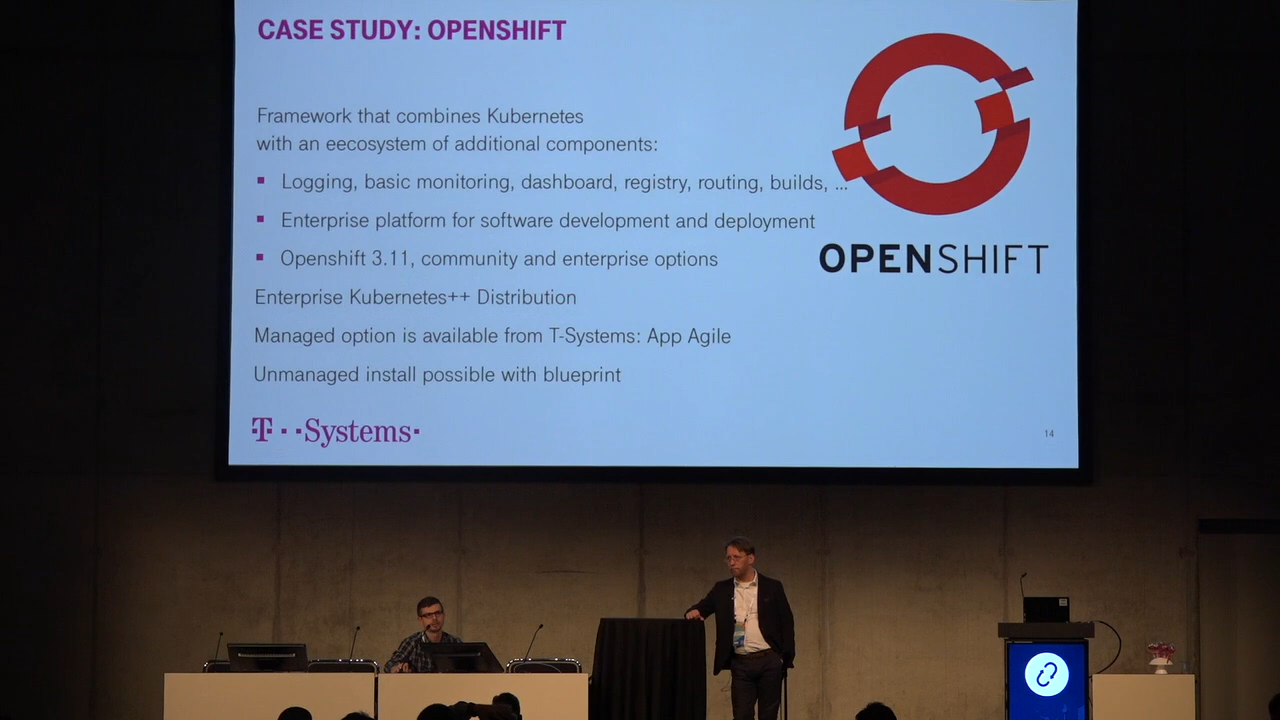 CASE STUDY: OPENSHIFT
Framework that combines Kubernetes
with an eecosystem of additional components:
▪ Logging, basic monitoring, dashboard, registry, routing, builds, ...
▪ Enterprise platform for software development and deployment
▪ Openshift 3.11, community and enterprise options
Enterprise Kubernetes++ Distribution
Managed option is available from T-Systems: App Agile
Unmanaged install possible with blueprint
OPENSHIFT
T··Systems·
14